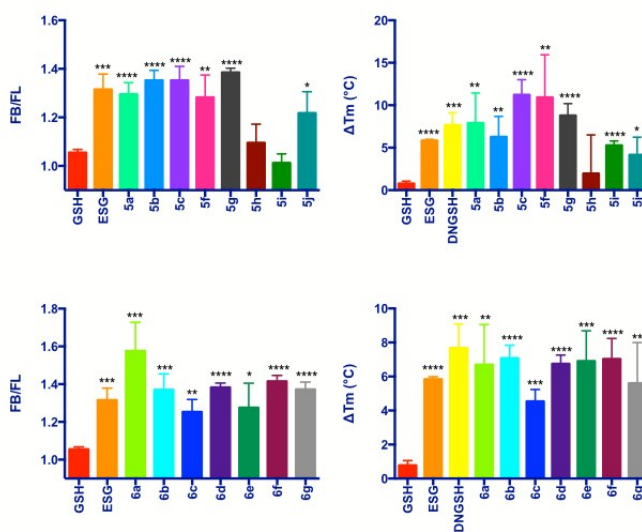 FB/FL
1.6
1.4
1.2
1.0
*** **** **** **** ** **** *
GSH ESG 5a 5b 5c 5f 5g 5h 5i 5j
ΔTm (°C)
20
15
10
5
0
**** *** ** ** **** ** **** **** *
GSH ESG DNGSH 5a 5b 5c 5f 5g 5h 5i 5j
FB/FL
1.8
1.6
1.4
1.2
1.0
*** *** *** ** **** * **** ****
GSH ESG 6a 6b 6c 6d 6e 6f 6g
ΔTm (°C)
10
8
6
4
2
0
**** *** ** **** *** **** *** **** **
GSH ESG DNGSH 6a 6b 6c 6d 6e 6f 6g